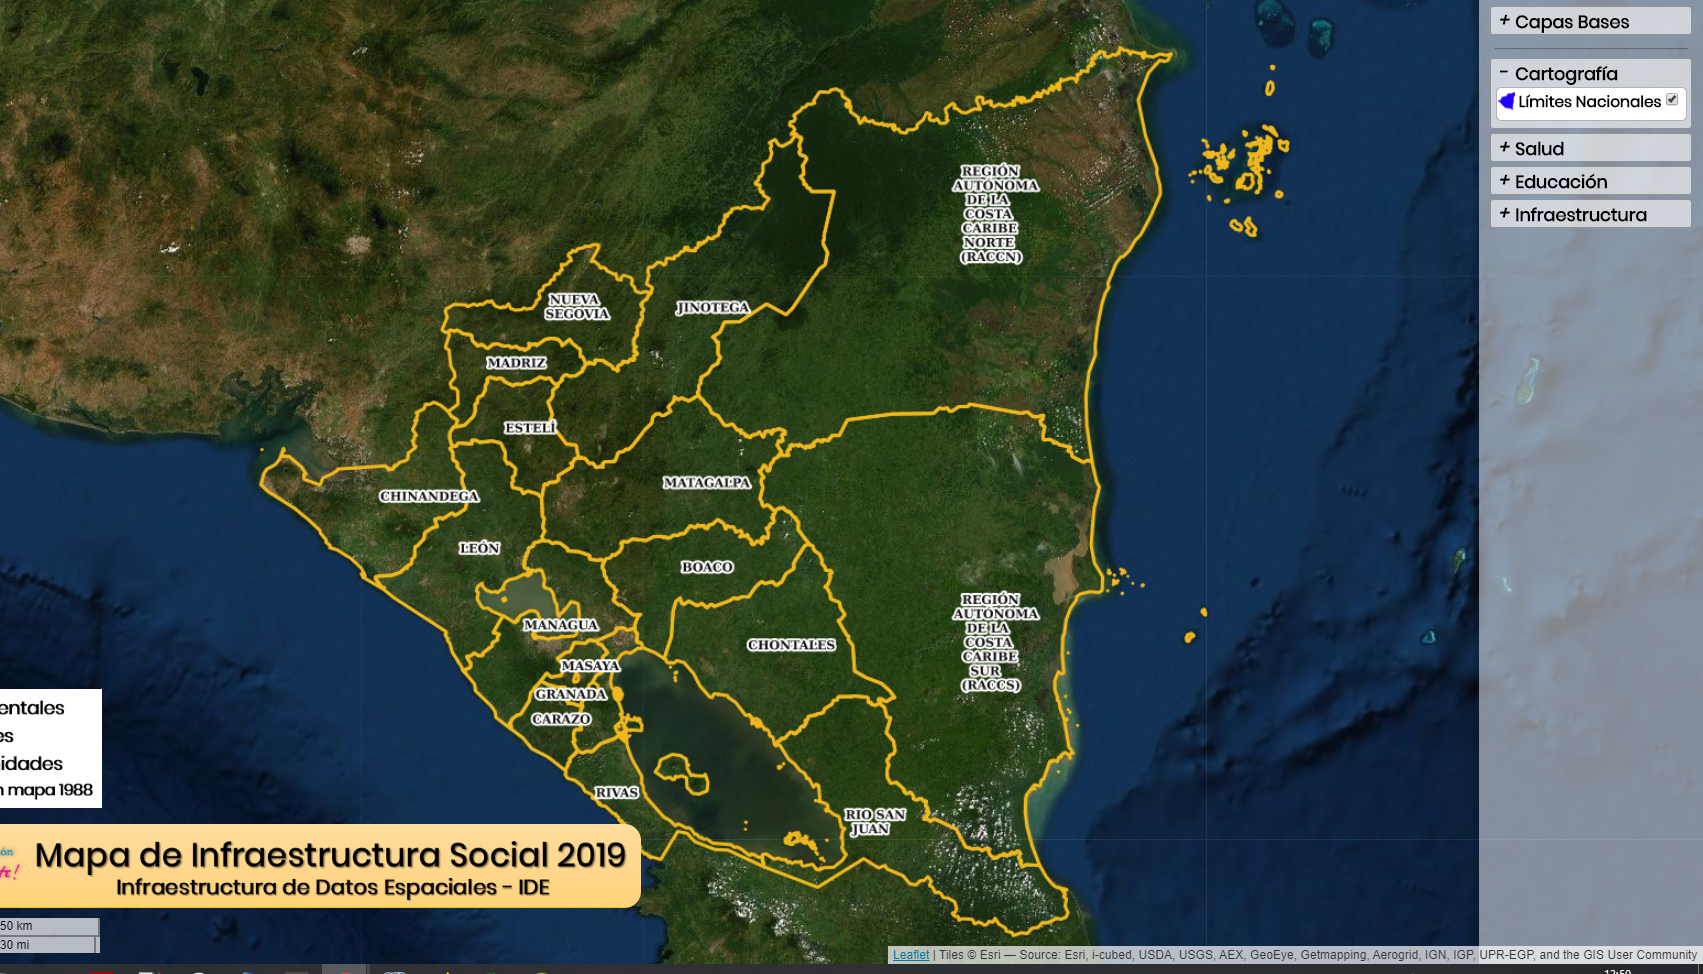 + Capas Bases
- Cartografía
Límites Nacionales
+ Salud
+ Educación
+ Infraestructura
REGIÓN
AUTÓNOMA
DE LA
COSTA
CARIBE
NORTE
(RACCN)
NUEVA
SEGOVIA
JINOTEGA
MADRIZ
ESTELÍ
MATAGALPA
CHINANDEGA
LEÓN
BOACO
MANAGUA
CHONTALES
REGIÓN
AUTÓNOMA
DE LA
COSTA
CARIBE
SUR
(RACCS)
MASAYA
GRANADA
CARAZO
RIVAS
RIO SAN
JUAN
entales
es
idades
n mapa 1988
ón
Mapa de Infraestructura Social 2019
Infraestructura de Datos Espaciales - IDE
50 km
30 mi
Leaflet | Tiles © Esri — Source: Esri, i-cubed, USDA, USGS, AEX, GeoEye, Getmapping, Aerogrid, IGN, IGP, UPR-EGP, and the GIS User Community